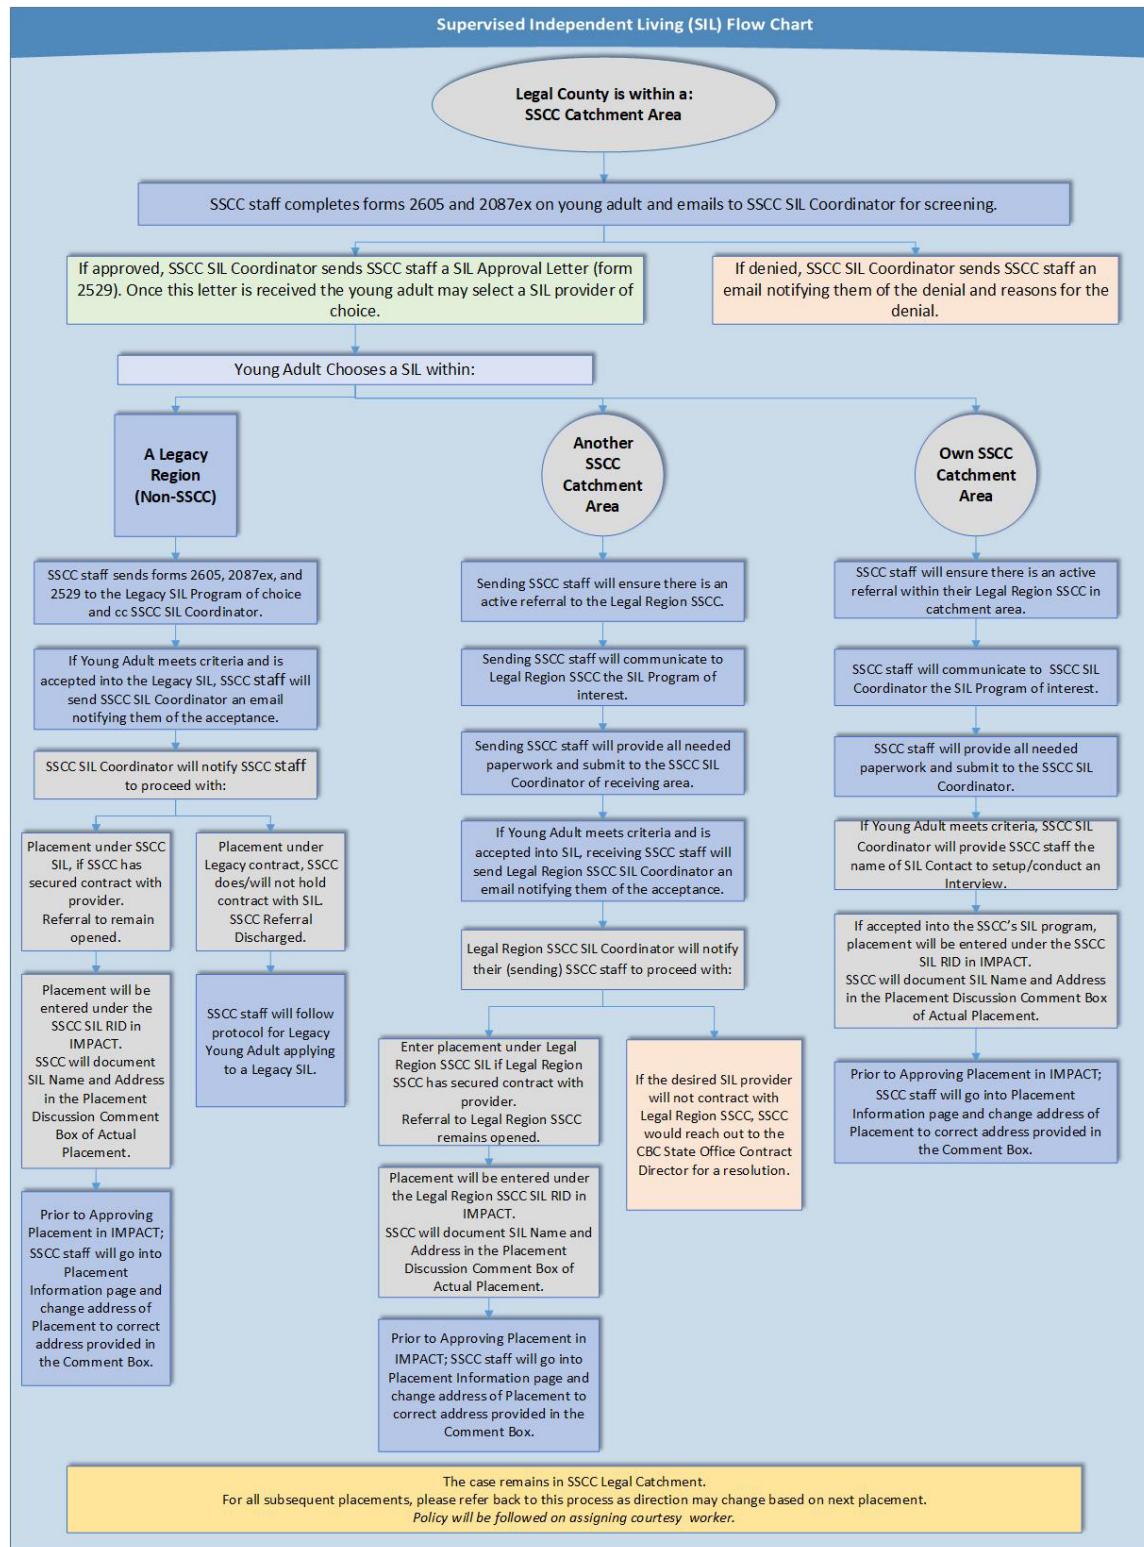 Supervised Independent Living (SIL) Flow Chart
Legal County is within a:
SSCC Catchment Area
SSCC staff completes forms 2605 and 2087ex on young adult and emails to SSCC SIL Coordinator for screening.
If approved, SSCC SIL Coordinator sends SSCC staff a SIL Approval Letter (form
2529). Once this letter is received the young adult may select a SIL provider of
choice.
If denied, SSCC SIL Coordinator sends SSCC staff an
email notifying them of the denial and reasons for the
denial.
Young Adult Chooses a SIL within:
A Legacy
Region
(Non-SSCC)
SSCC staff sends forms 2605, 2087ex, and
2529 to the Legacy SIL Program of choice
and cc SSCC SIL Coordinator.
If Young Adult meets criteria and is
accepted into the Legacy SIL, SSCC staff will
send SSCC SIL Coordinator an email
notifying them of the acceptance.
SSCC SIL Coordinator will notify SSCC staff
to proceed with:
Placement under SSCC
SIL, if SSCC has
secured contract with
provider.
Referral to remain
opened.
Placement will be
entered under the
SSCC SIL RID in
IMPACT.
SSCC will document
SIL Name and Address
in the Placement
Discussion Comment
Box of Actual
Placement.
Prior to Approving
Placement in IMPACT;
SSCC staff will go into
Placement
Information page and
change address of
Placement to correct
address provided in
the Comment Box.
Placement under
Legacy contract, SSCC
does/will not hold
contract with SIL.
SSCC Referral
Discharged.
SSCC staff will follow
protocol for Legacy
Young Adult applying
to a Legacy SIL.
Another
SSCC
Catchment
Area
Sending SSCC staff will ensure there is an
active referral to the Legal Region SSCC.
Sending SSCC staff will communicate to
Legal Region SSCC the SIL Program of
interest.
Sending SSCC staff will provide all needed
paperwork and submit to the SSCC SIL
Coordinator of receiving area.
If Young Adult meets criteria and is
accepted into SIL, receiving SSCC staff will
send Legal Region SSCC SIL Coordinator an
email notifying them of the acceptance.
Legal Region SSCC SIL Coordinator will notify
their (sending) SSCC staff to proceed with:
Enter placement under Legal
Region SSCC SIL if Legal Region
SSCC has secured contract with
provider.
Referral to Legal Region SSCC
remains opened.
Placement will be entered under
the Legal Region SSCC SIL RID in
IMPACT.
SSCC will document SIL Name and
Address in the Placement
Discussion Comment Box of
Actual Placement.
Prior to Approving Placement in
IMPACT; SSCC staff will go into
Placement Information page and
change address of Placement to
correct address provided in the
Comment Box.
If the desired SIL provider
will not contract with
Legal Region SSCC, SSCC
would reach out to the
CBC State Office Contract
Director for a resolution.
Own SSCC
Catchment
Area
SSCC staff will ensure there is an active
referral within their Legal Region SSCC in
catchment area.
SSCC staff will communicate to SSCC SIL
Coordinator the SIL Program of interest.
SSCC staff will provide all needed
paperwork and submit to the SSCC SIL
Coordinator.
If Young Adult meets criteria, SSCC SIL
Coordinator will provide SSCC staff the
name of SIL Contact to setup/conduct an
Interview.
If accepted into the SSCC's SIL program,
placement will be entered under the SSCC
SIL RID in IMPACT.
SSCC will document SIL Name and Address
in the Placement Discussion Comment Box
of Actual Placement.
Prior to Approving Placement in IMPACT;
SSCC staff will go into Placement
Information page and change address of
Placement to correct address provided in
the Comment Box.
The case remains in SSCC Legal Catchment.
For all subsequent placements, please refer back to this process as direction may change based on next placement.
Policy will be followed on assigning courtesy worker.